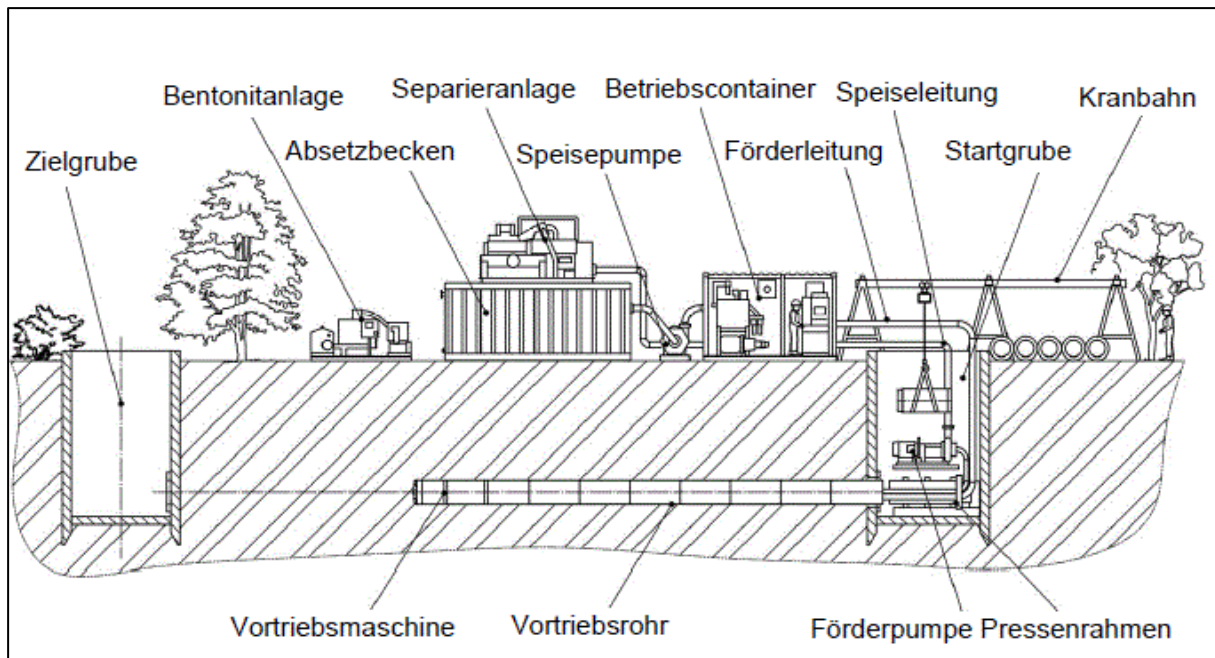 Separieranlage Betriebscontainer Speiseleitung
Bentonitanlage Kranbahn
Zielgrube Absetzbecken Speisepumpe Förderleitung Startgrube
Vortriebsmaschine Vortriebsrohr Förderpumpe Pressenrahmen